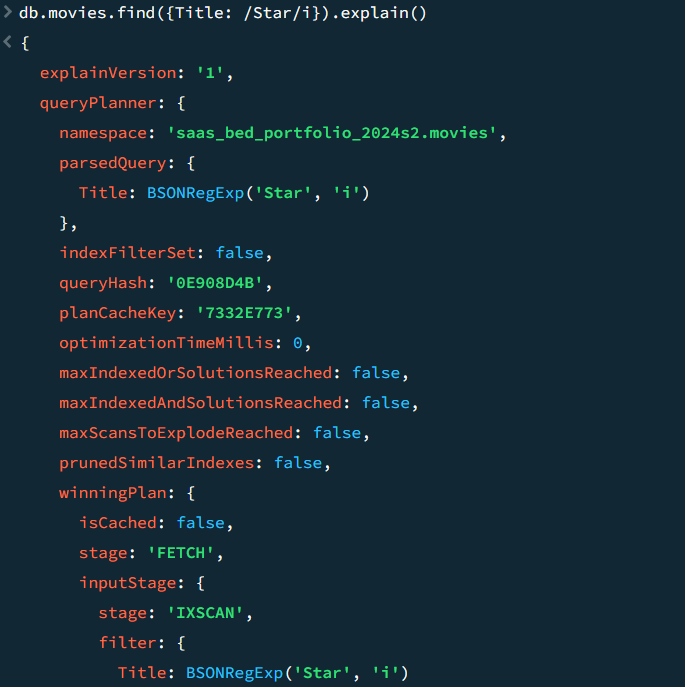 > db.movies.find({Title: /Star/i}).explain()
< {
explainVersion: '1',
queryPlanner: {
namespace: 'saas_bed_portfolio_2024s2.movies',
parsedQuery: {
Title: BSONRegExp('Star', 'i')
},
indexFilterSet: false,
queryHash: '0E908D4B',
planCacheKey: '7332E773',
optimizationTimeMillis: 0,
maxIndexedOrSolutionsReached: false,
maxIndexedAndSolutionsReached: false,
maxScansToExplodeReached: false,
prunedSimilarIndexes: false,
winningPlan: {
isCached: false,
stage: 'FETCH',
inputStage: {
stage: 'IXSCAN',
filter: {
Title: BSONRegExp('Star', 'i')